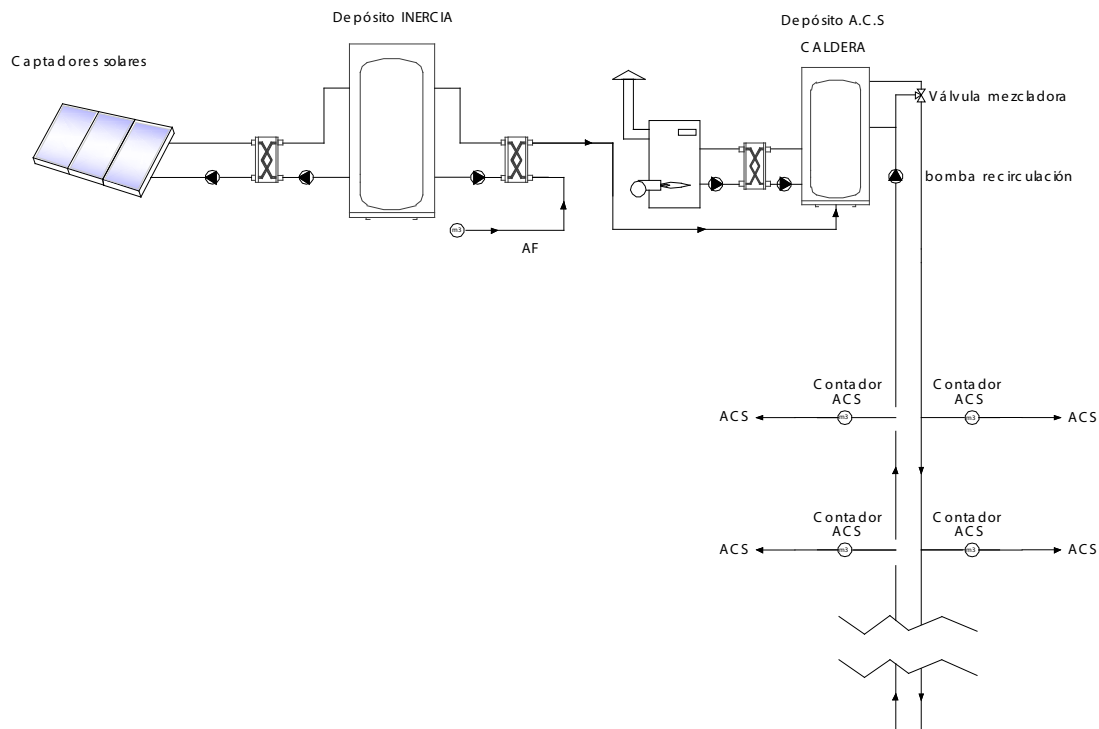 Depósito INERCIA
Depósito A.C.S
CALDERA
Captadores solares
Válvula mezcladora
bomba recirculación
m3
AF
Contador
ACS
Contador
ACS
ACS
m3
m3
ACS
Contador
ACS
Contador
ACS
ACS
m3
m3
ACS